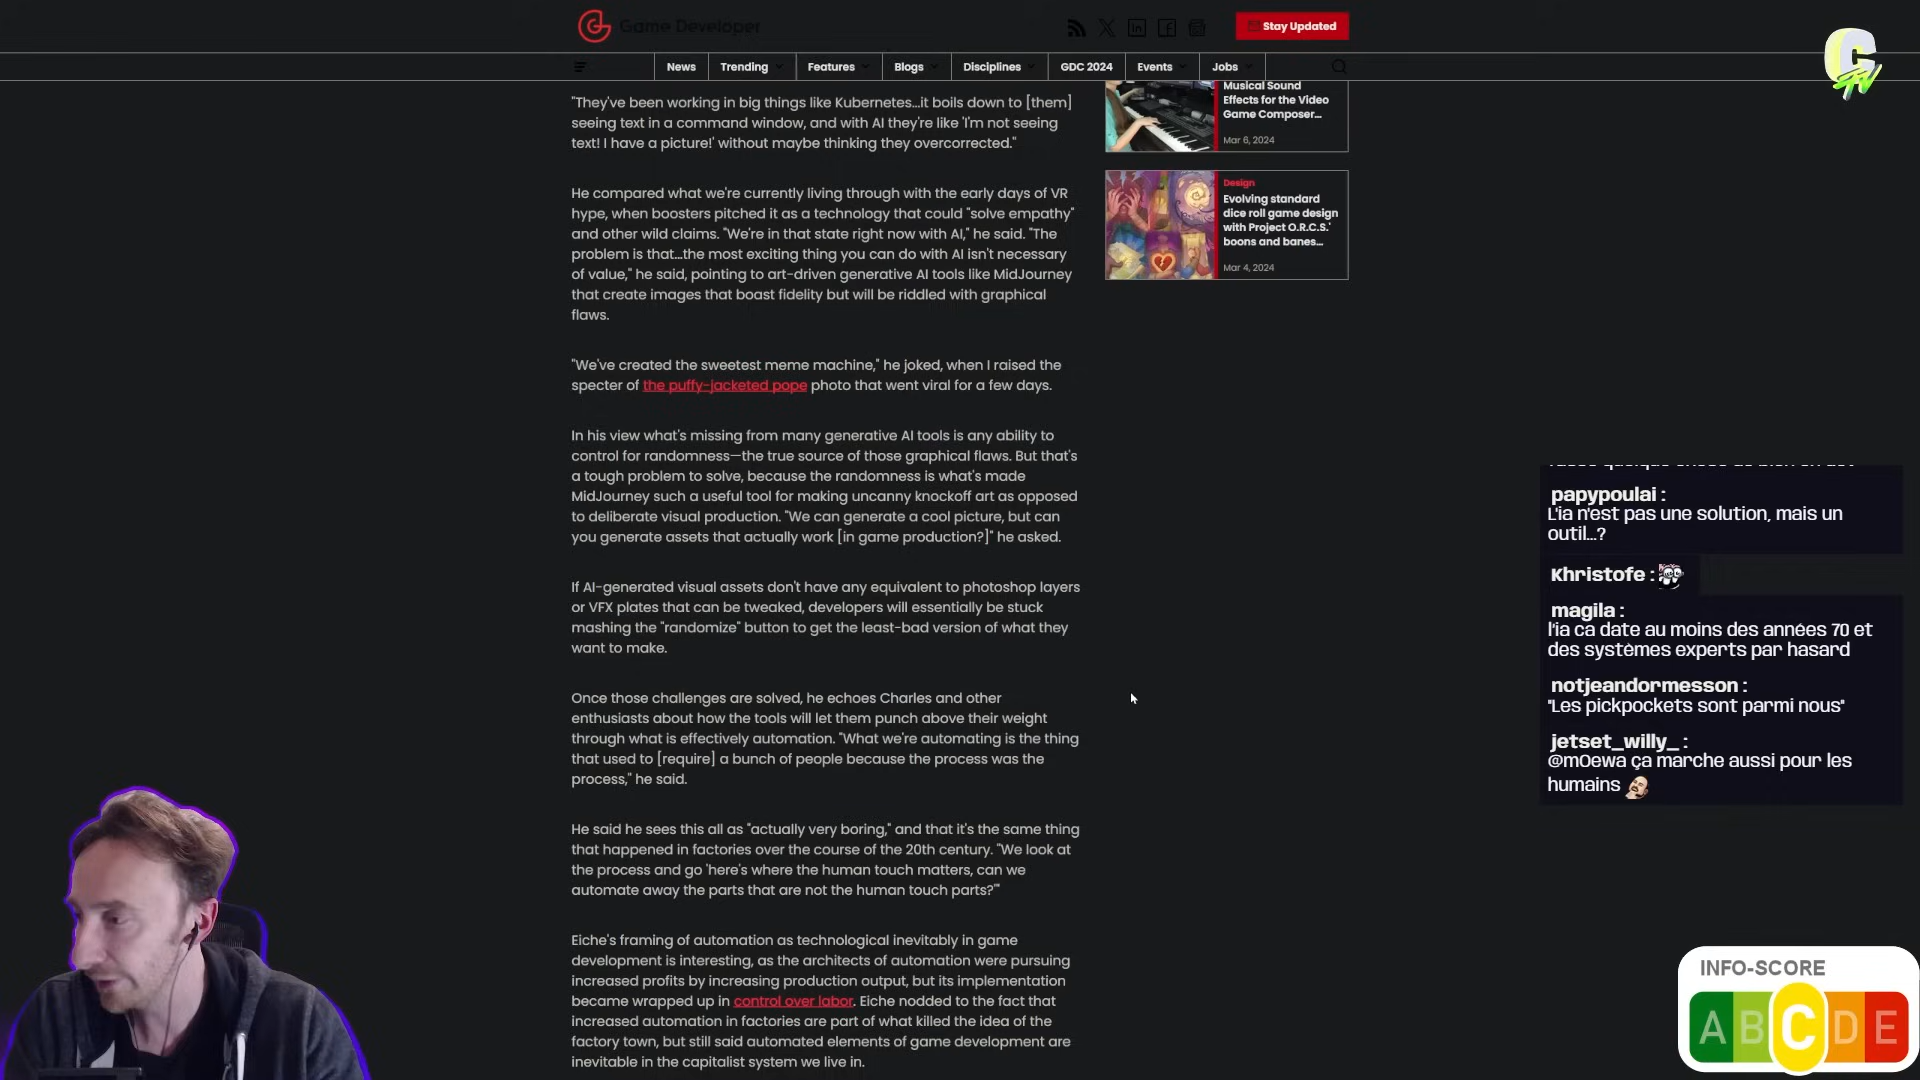 Game Developer
Stay Updated
News
Trending
Features
Blogs
Disciplines
GDC 2024
Events
Jobs
"They've been working in big things like Kubernetes...it boils down to [them]
seeing text in a command window, and with AI they're like 'I'm not seeing
text! I have a picture!' without maybe thinking they overcorrected."
He compared what we're currently living through with the early days of VR
hype, when boosters pitched it as a technology that could "solve empathy"
and other wild claims. "We're in that state right now with AI," he said. "The
problem is that...the most exciting thing you can do with AI isn't necessary
of value," he said, pointing to art-driven generative AI tools like MidJourney
that create images that boast fidelity but will be riddled with graphical
flaws.
"We've created the sweetest meme machine," he joked, when I raised the
specter of the puffy-jacketed pope photo that went viral for a few days.
In his view what's missing from many generative AI tools is any ability to
control for randomness—the true source of those graphical flaws. But that's
a tough problem to solve, because the randomness is what's made
MidJourney such a useful tool for making uncanny knockoff art as opposed
to deliberate visual production. "We can generate a cool picture, but can
you generate assets that actually work [in game production?]" he asked.
If AI-generated visual assets don't have any equivalent to photoshop layers
or VFX plates that can be tweaked, developers will essentially be stuck
mashing the "randomize" button to get the least-bad version of what they
want to make.
Once those challenges are solved, he echoes Charles and other
enthusiasts about how the tools will let them punch above their weight
through what is effectively automation. "What we're automating is the thing
that used to [require] a bunch of people because the process was the
process," he said.
He said he sees this all as "actually very boring," and that it's the same thing
that happened in factories over the course of the 20th century. "We look at
the process and go 'here's where the human touch matters, can we
automate away the parts that are not the human touch parts?'"
Eiche's framing of automation as technological inevitably in game
development is interesting, as the architects of automation were pursuing
increased profits by increasing production output, but its implementation
became wrapped up in control over labor. Eiche nodded to the fact that
increased automation in factories are part of what killed the idea of the
factory town, but still said automated elements of game development are
inevitable in the capitalist system we live in.
Musical Sound
Effects for the Video
Game Composer...
Mar 6, 2024
Design
Evolving standard
dice roll game design
with Project O.R.C.S.'
boons and banes...
Mar 4, 2024
papypoulai :
L'ia n'est pas une solution, mais un
outil...?
Khristofe :
magila :
l'ia ca date au moins des années 70 et
des systèmes experts par hasard
notjeandormesson :
"Les pickpockets sont parmi nous"
jetset_willy_ :
@m0ewa ça marche aussi pour les
humains
INFO-SCORE
A B C D E